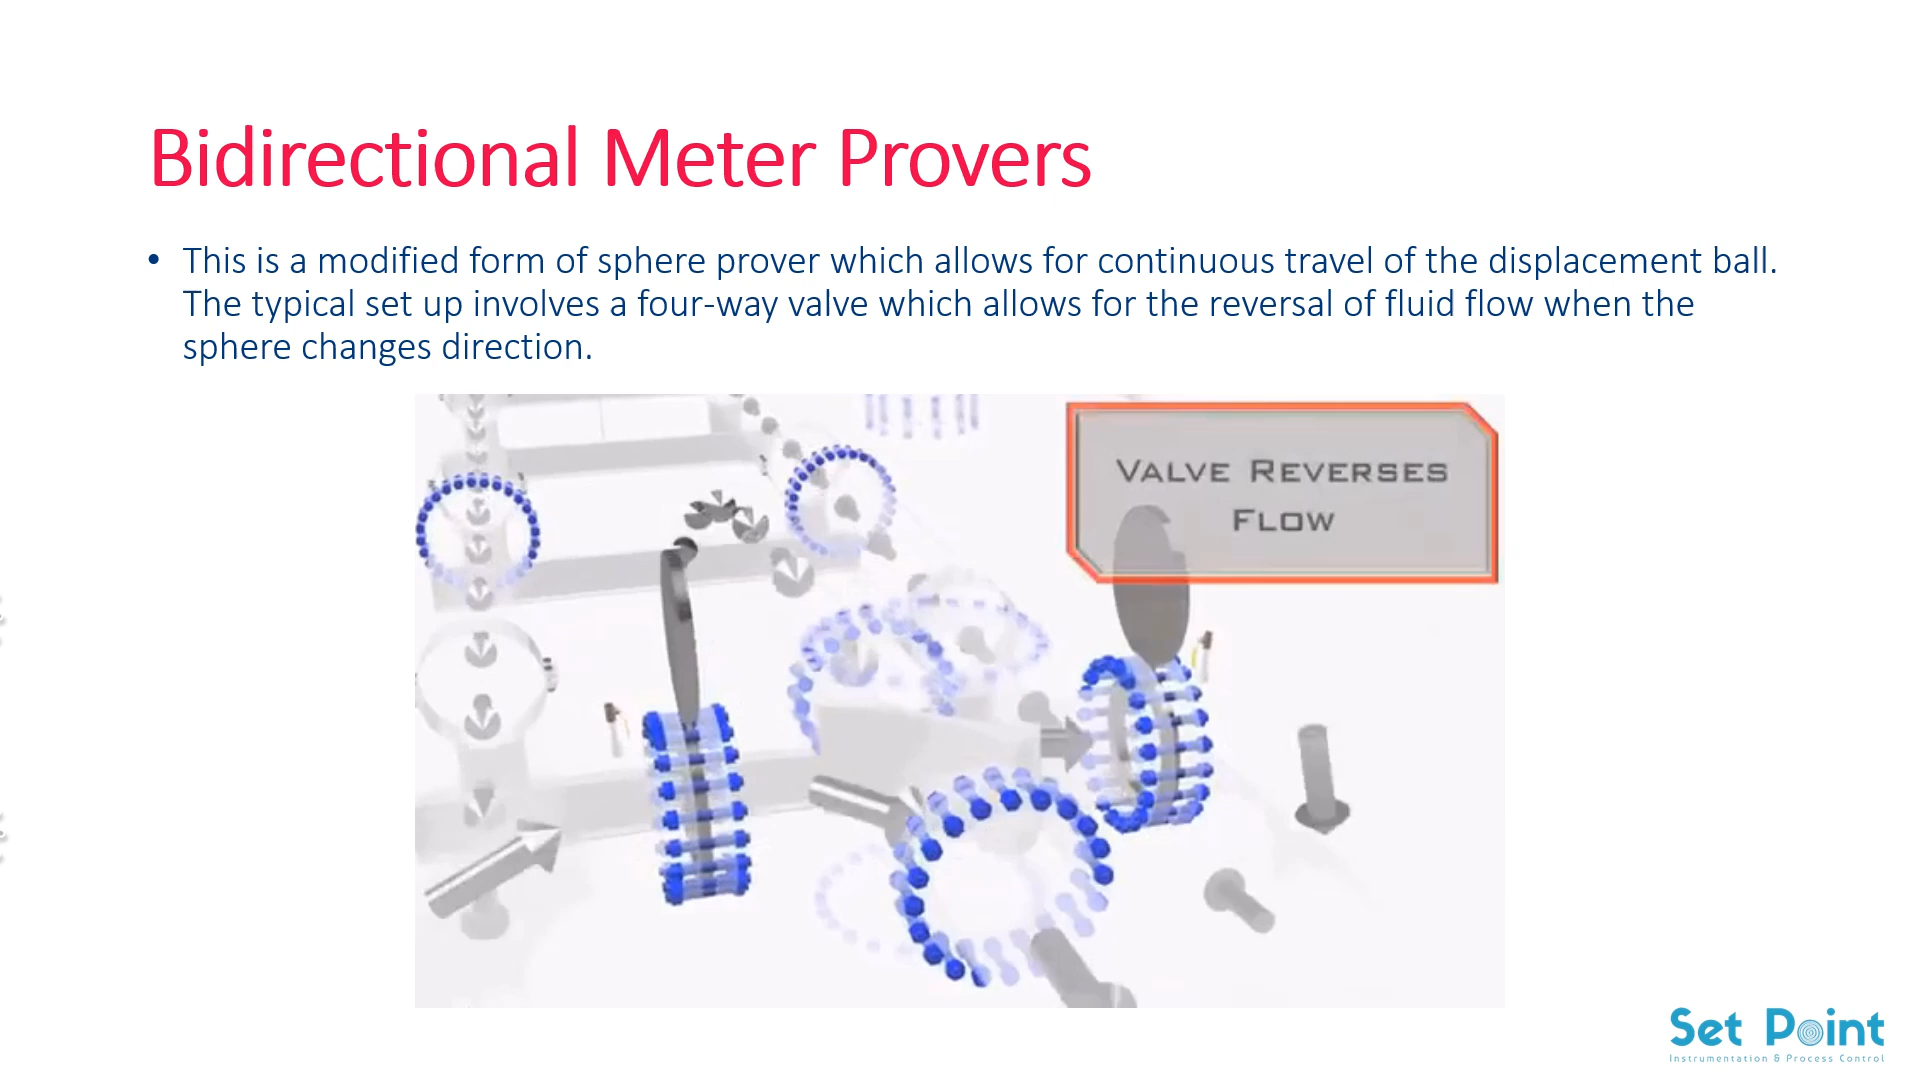 Bidirectional Meter Provers
• This is a modified form of sphere prover which allows for continuous travel of the displacement ball.
The typical set up involves a four-way valve which allows for the reversal of fluid flow when the
sphere changes direction.
Valve Reverses
Flow
Set Point
Instrumentation & Process Control